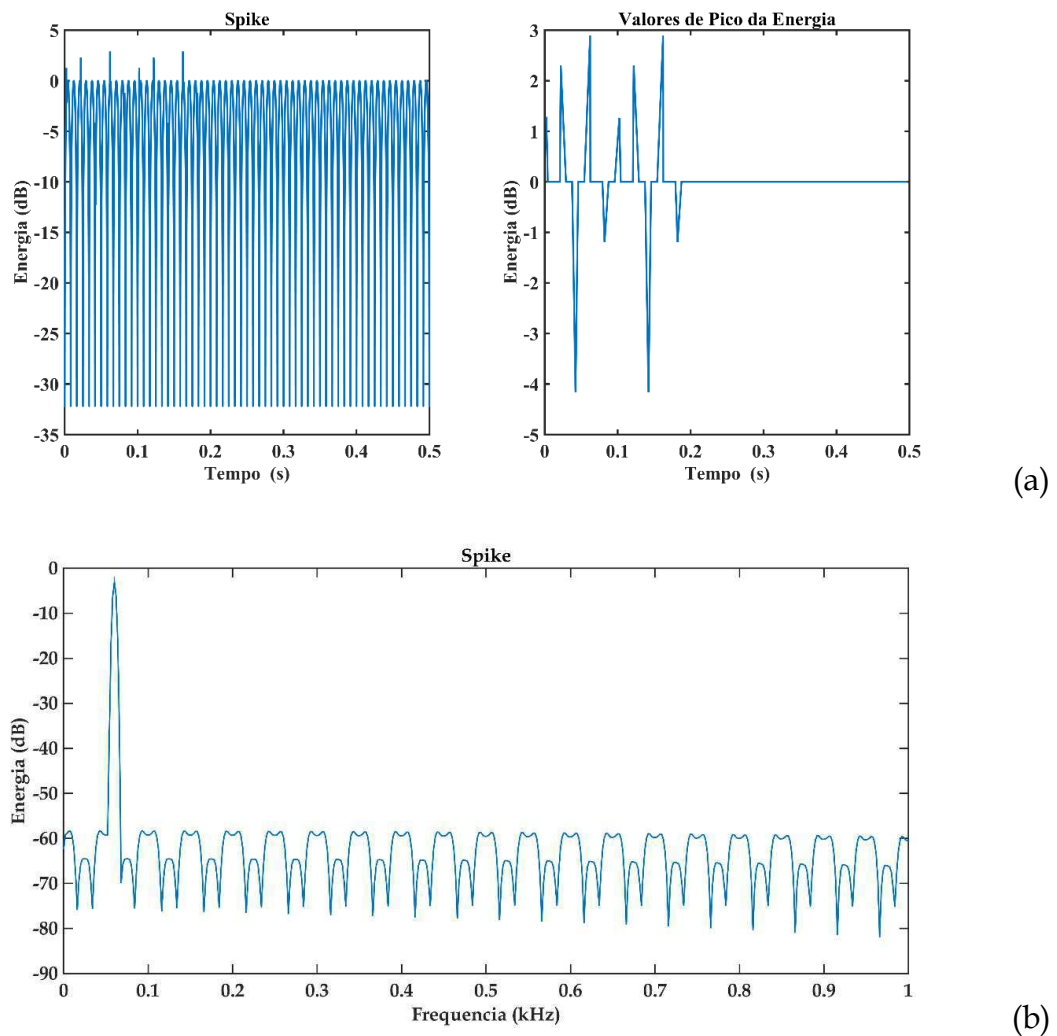 Spike
Valores de Pico da Energia
5
0
-5
-10
-15
-20
-25
-30
-35
Energia (dB)
0 0.1 0.2 0.3 0.4 0.5
Tempo (s)
3
2
1
0
-1
-2
-3
-4
-5
Energia (dB)
0 0.1 0.2 0.3 0.4 0.5
Tempo (s)
(a)
Spike
0
-10
-20
-30
-40
-50
-60
-70
-80
-90
Energia (dB)
0 0.1 0.2 0.3 0.4 0.5 0.6 0.7 0.8 0.9 1
Frequencia (kHz)
(b)